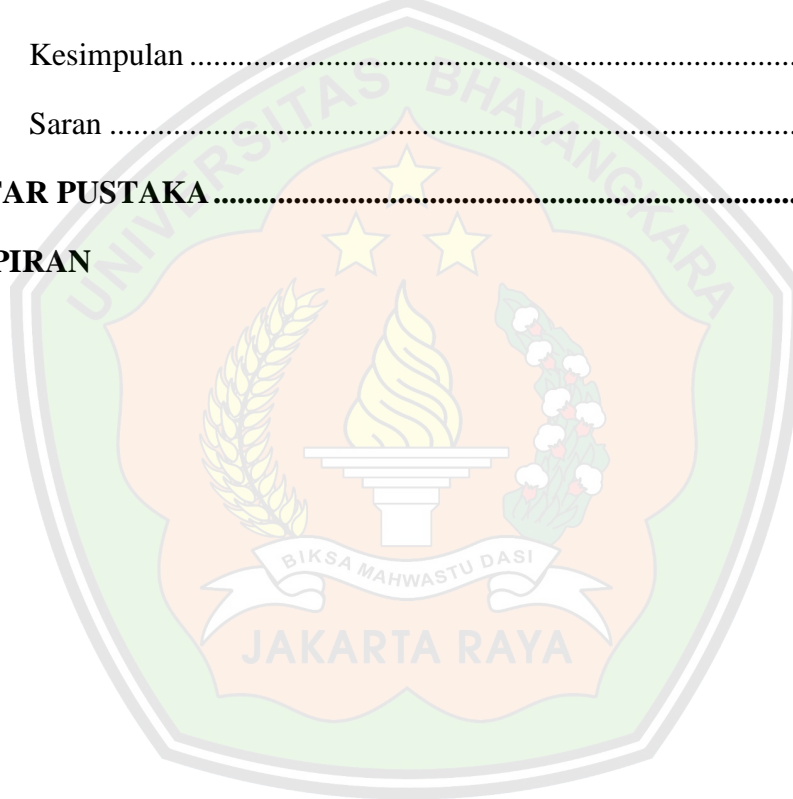 Kesimpulan ..........................................................................
Saran ....................................................................................
TAR PUSTAKA .......................................................................
PIRAN
UNIVERSITAS BHAYANGKARA
BIKSA MAHWASTU DASI
JAKARTA RAYA